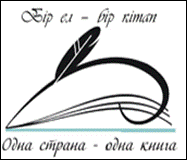 Бір ел – бір кітап
Одна страна - одна книга